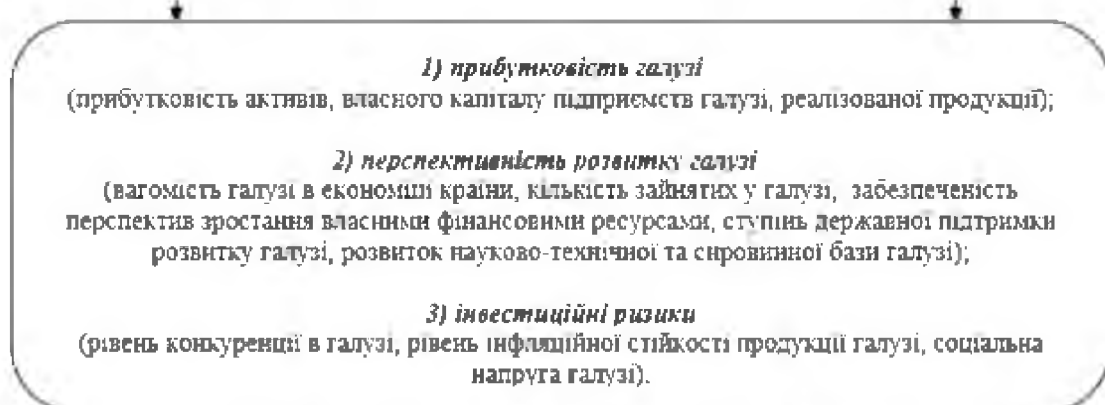 1) прибутковість галузі
(прибутковість активів, власного капіталу підприємств галузі, реалізованої продукції);
2) перспективність розвитку галузі
(вагомість галузі в економіці країни, кількість зайнятих у галузі, забезпеченість
перспектив зростання власними фінансовими ресурсами, ступінь державної підтримки
розвитку галузі, розвиток науково-технічної та сировинної бази галузі);
3) інвестиційні ризики
(рівень конкуренції в галузі, рівень інфляційної стійкості продукції галузі, соціальна
напруга галузі).